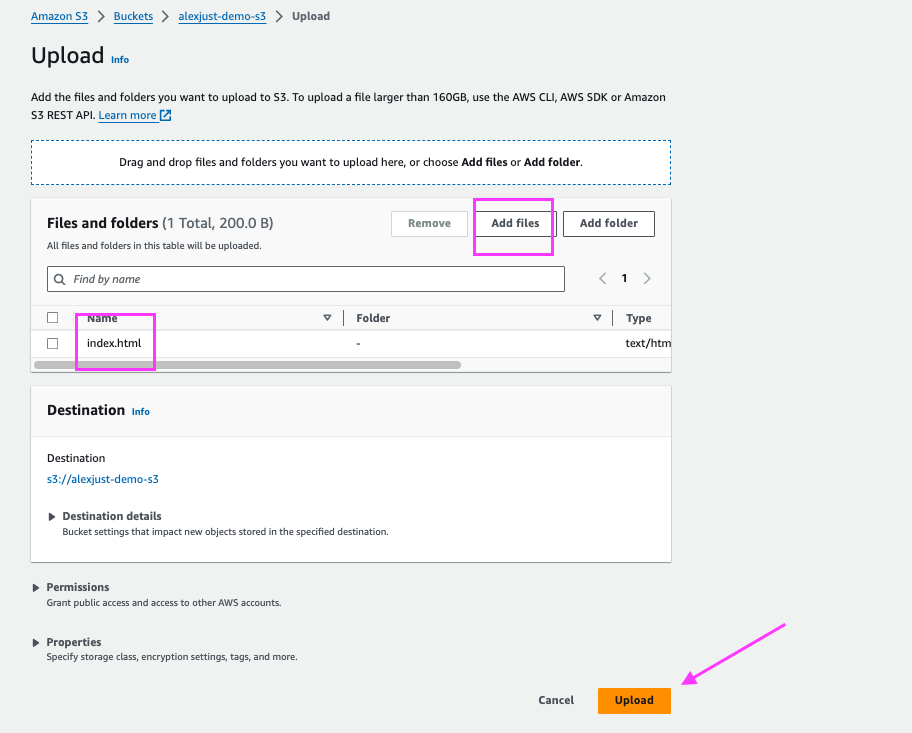 Amazon S3 > Buckets > alexjust-demo-s3 > Upload
Upload Info
Add the files and folders you want to upload to S3. To upload a file larger than 160GB, use the AWS CLI, AWS SDK or Amazon
S3 REST API. Learn more
Drag and drop files and folders you want to upload here, or choose Add files or Add folder.
Files and folders (1 Total, 200.0 B)
Remove
Add files
Add folder
All files and folders in this table will be uploaded.
Find by name
1
Name
Folder
Type
index.html
-
text/htm
Destination Info
Destination
s3://alexjust-demo-s3
Destination details
Bucket settings that impact new objects stored in the specified destination.
Permissions
Grant public access and access to other AWS accounts.
Properties
Specify storage class, encryption settings, tags, and more.
Cancel
Upload